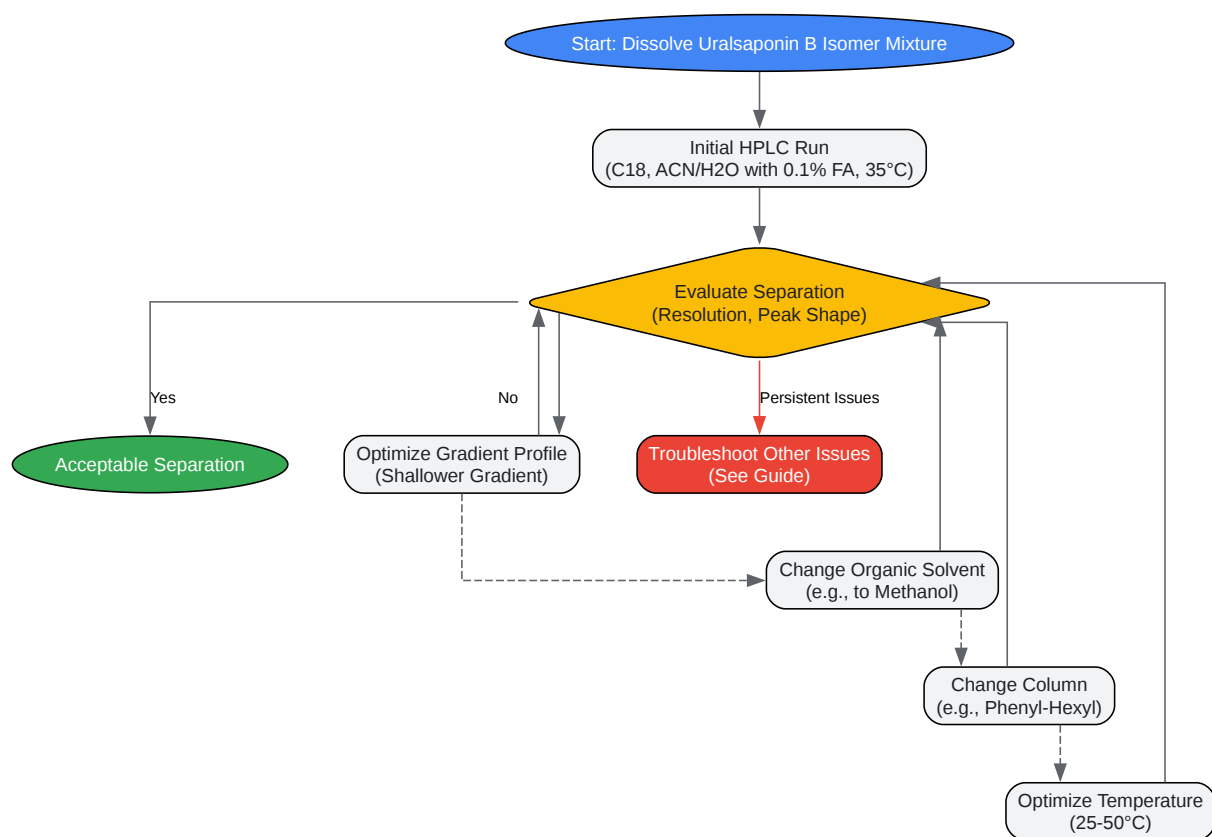 Start: Dissolve Uralsaponin B Isomer Mixture
Initial HPLC Run
(C18, ACN/H2O with 0.1% FA, 35°C)
Evaluate Separation
(Resolution, Peak Shape)
Yes
No
Persistent Issues
Acceptable Separation
Optimize Gradient Profile
(Shallower Gradient)
Troubleshoot Other Issues
(See Guide)
Change Organic Solvent
(e.g., to Methanol)
Change Column
(e.g., Phenyl-Hexyl)
Optimize Temperature
(25-50°C)